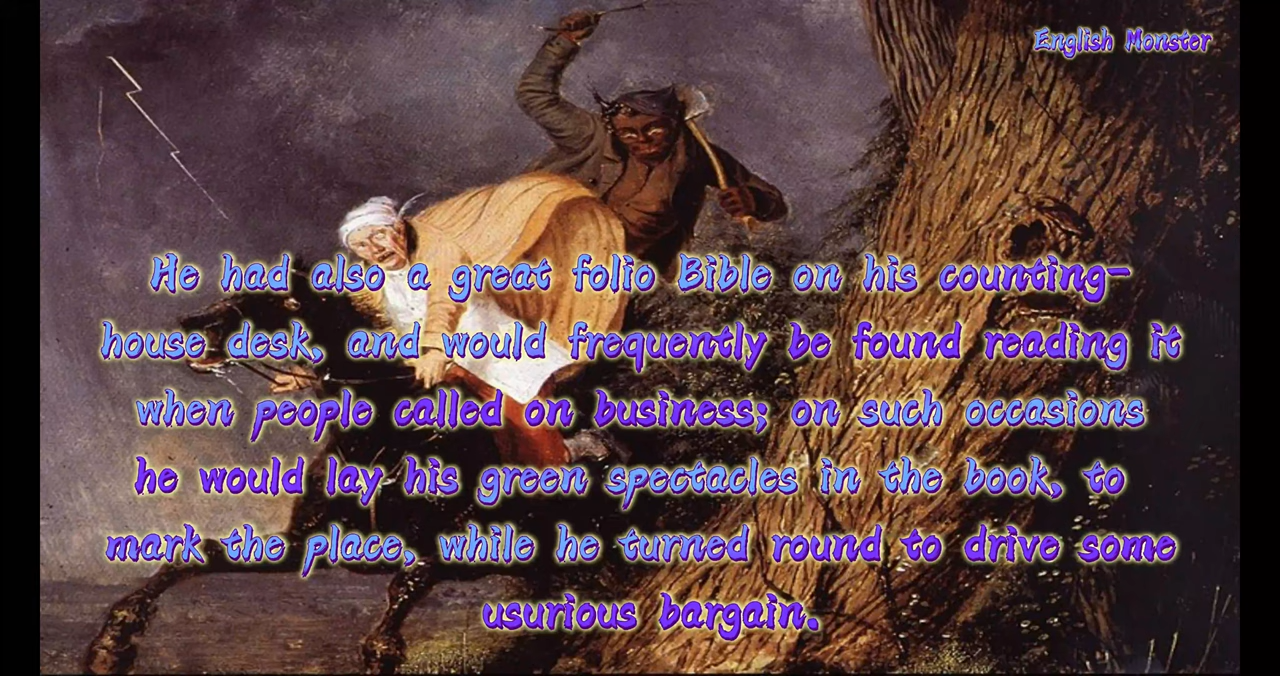 English Monster
He had also a great folio Bible on his counting-
house desk, and would frequently be found reading it
when people called on business; on such occasions
he would lay his green spectacles in the book, to
mark the place, while he turned round to drive some
usurious bargain.